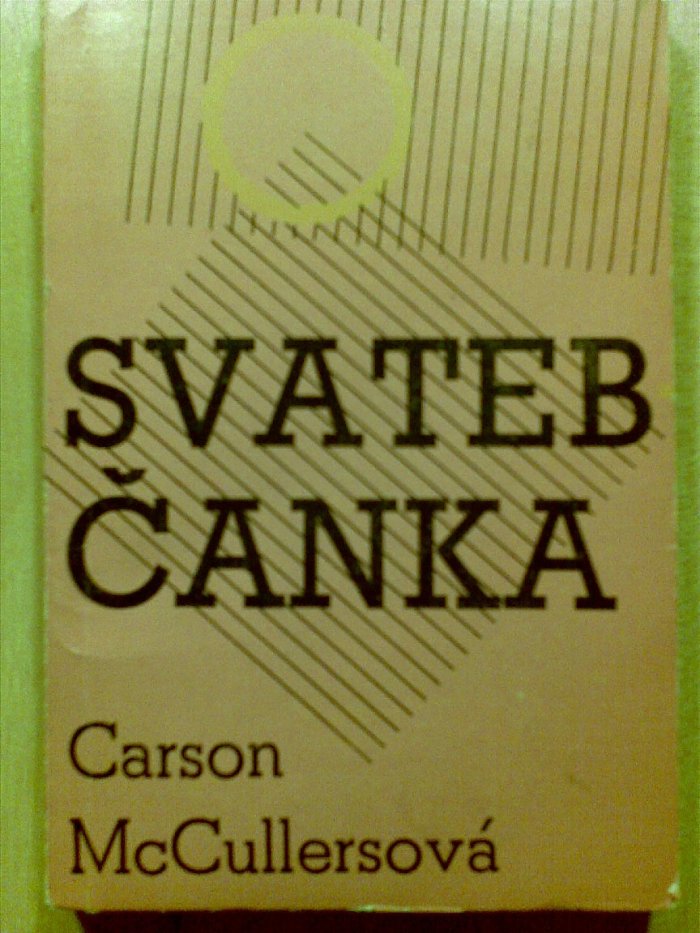 SVATEB
ČANKA
Carson
McCullersová